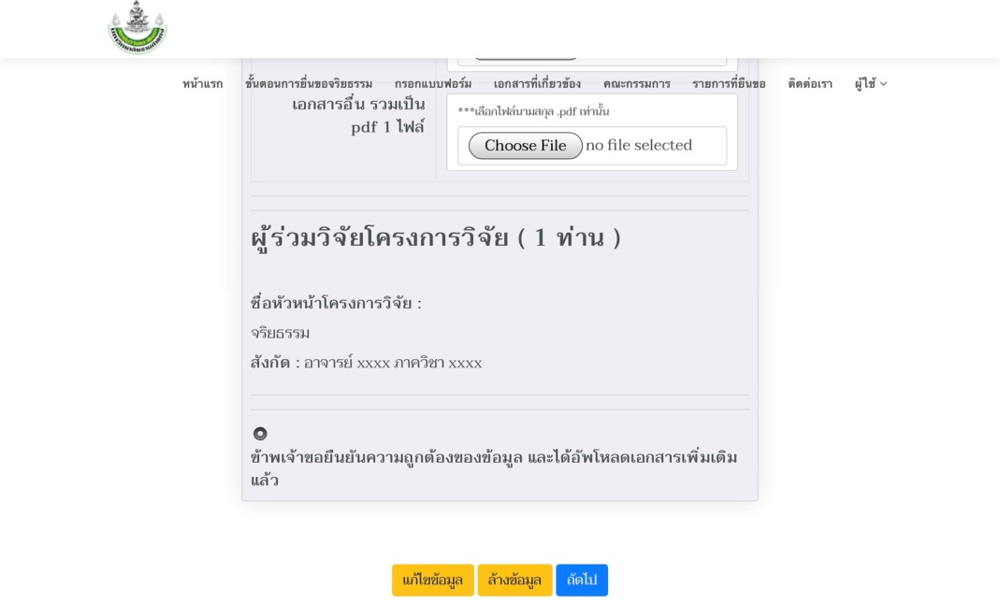 หน้าแรก ขั้นตอนการยื่นขอจริยธรรม กรอกแบบฟอร์ม เอกสารที่เกี่ยวข้อง คณะกรรมการ รายการที่ยืนขอ ติดต่อเรา ผู้ใช้
เอกสารอื่น รวมเป็น
pdf 1 ไฟล์
***เลือกไฟล์นามสกุล .pdf เท่านั้น
Choose File no file selected
ผู้ร่วมวิจัยโครงการวิจัย ( 1 ท่าน )
ชื่อหัวหน้าโครงการวิจัย :
จริยธรรม
สังกัด : อาจารย์ xxxx ภาควิชา xxxx
ข้าพเจ้าขอยืนยันความถูกต้องของข้อมูล และได้อัพโหลดเอกสารเพิ่มเติม
แล้ว
แก้ไขข้อมูล ล้างข้อมูล ถัดไป